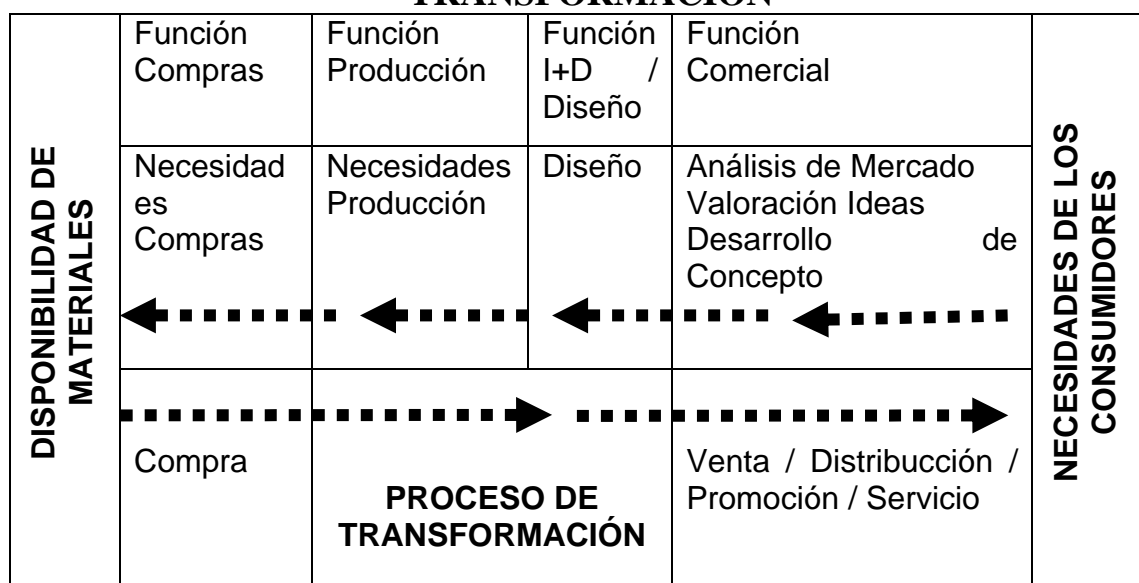 TRANSFORMACIÓN
Función
Compras
Función
Producción
Función
I+D /
Diseño
Función
Comercial
DISPONIBILIDAD DE
MATERIALES
Necesidad
es
Compras
Necesidades
Producción
Diseño
Análisis de Mercado
Valoración Ideas
Desarrollo de
Concepto
NECESIDADES DE LOS
CONSUMIDORES
Compra
PROCESO DE
TRANSFORMACIÓN
Venta / Distribucción /
Promoción / Servicio